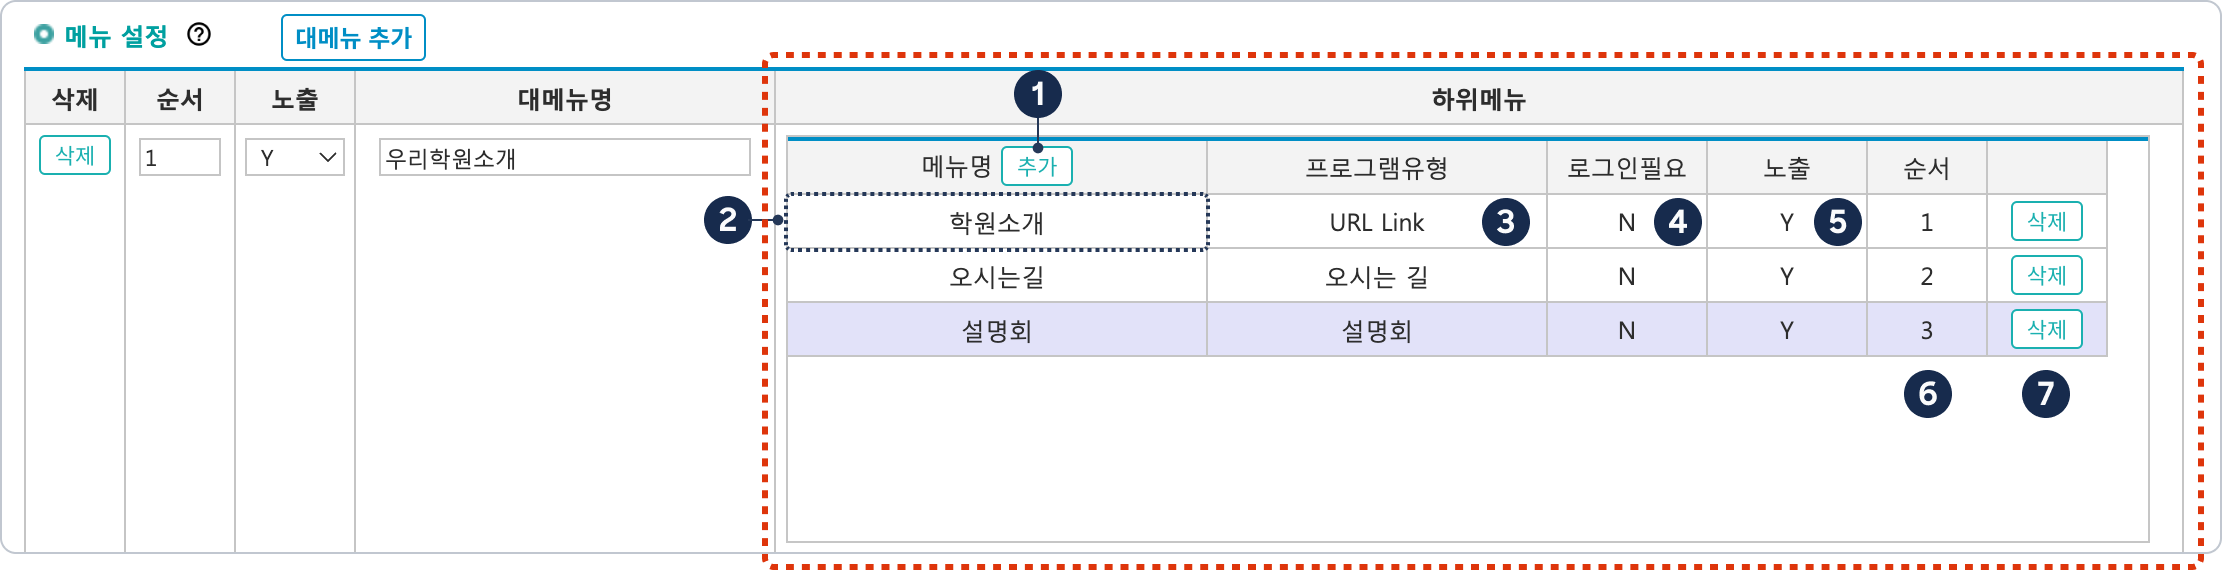 메뉴 설정 ? 대메뉴 추가
삭제 순서 노출 대메뉴명 1 하위메뉴
삭제 1 Y 우리학원소개
메뉴명 추가 프로그램유형 로그인필요 노출 순서
2 학원소개 URL Link 3 N 4 Y 5 1 삭제
오시는길 오시는 길 N Y 2 삭제
설명회 설명회 N Y 3 삭제
6 7